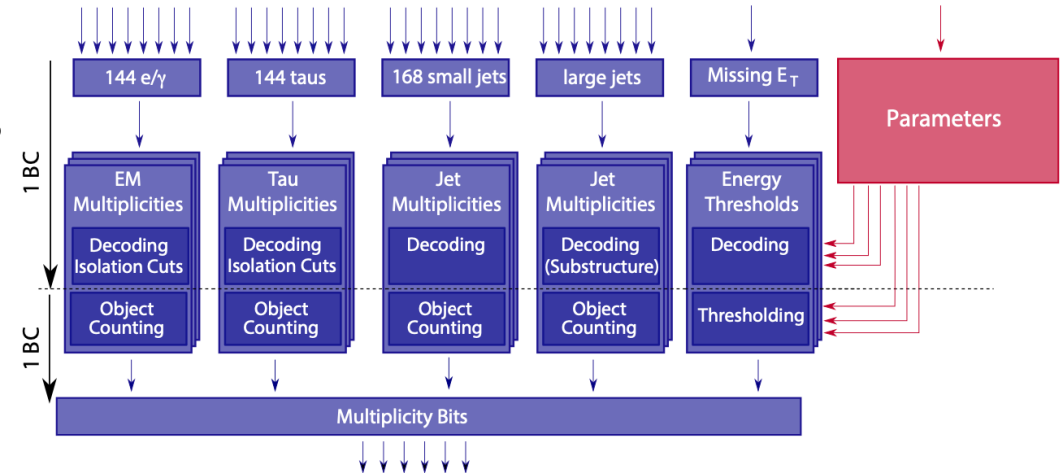 144 e/γ
144 taus
168 small jets
large jets
Missing E_T
Parameters
1 BC
EM
Multiplicities
Decoding
Isolation Cuts
Object
Counting
Tau
Multiplicities
Decoding
Isolation Cuts
Object
Counting
Jet
Multiplicities
Decoding
Object
Counting
Jet
Multiplicities
Decoding
(Substructure)
Object
Counting
Energy
Thresholds
Decoding
Thresholding
1 BC
Multiplicity Bits